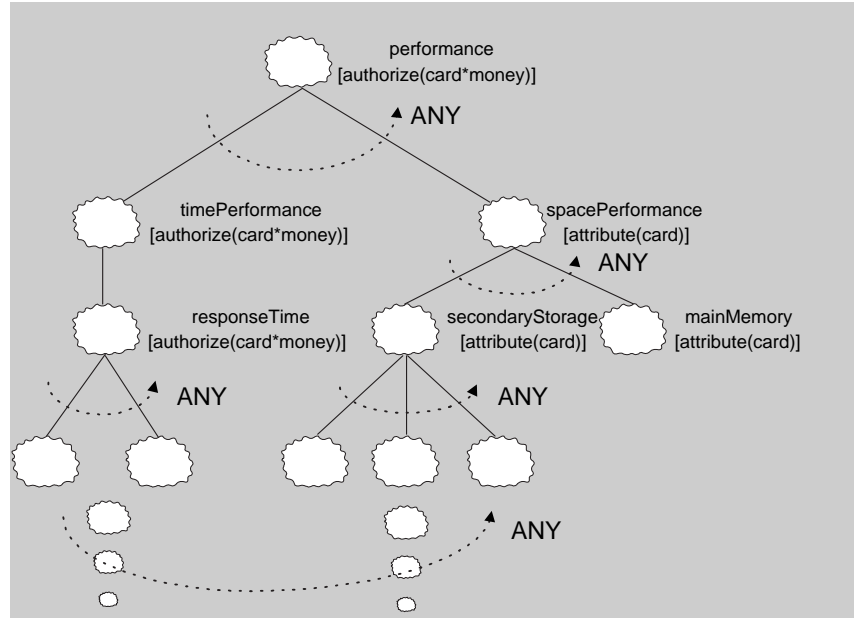 performance
[authorize(card*money)]
ANY
timePerformance
[authorize(card*money)]
spacePerformance
[attribute(card)]
ANY
responseTime
[authorize(card*money)]
secondaryStorage
[attribute(card)]
mainMemory
[attribute(card)]
ANY
ANY
ANY